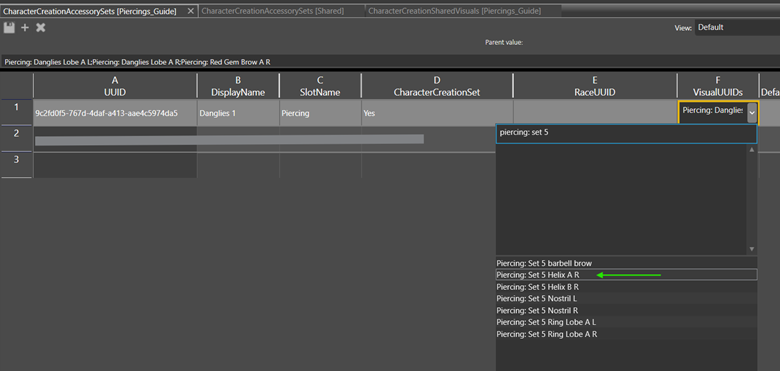 CharacterCreationAccessorySets [Piercings_Guide] CharacterCreationAccessorySets [Shared] CharacterCreationSharedVisuals [Piercings_Guide]
View: Default
Parent value:
Piercing: Danglies Lobe A L;Piercing: Danglies Lobe A R;Piercing: Red Gem Brow A R
A B C D E F
UUID DisplayName SlotName CharacterCreationSet RaceUUID VisualUUIDs Defa
1 9c2fd0f5-767d-4daf-a413-aae4c5974da5 Danglies 1 Piercing Yes Piercing: Danglie:
2
piercing: set 5
3
Piercing: Set 5 barbell brow
Piercing: Set 5 Helix A R
Piercing: Set 5 Helix B R
Piercing: Set 5 Nostril L
Piercing: Set 5 Nostril R
Piercing: Set 5 Ring Lobe A L
Piercing: Set 5 Ring Lobe A R